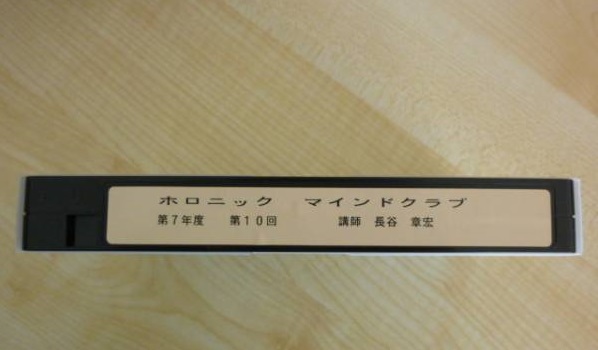 ホロニック　マインドクラブ
第７年度　第１０回　講師　長谷　章宏